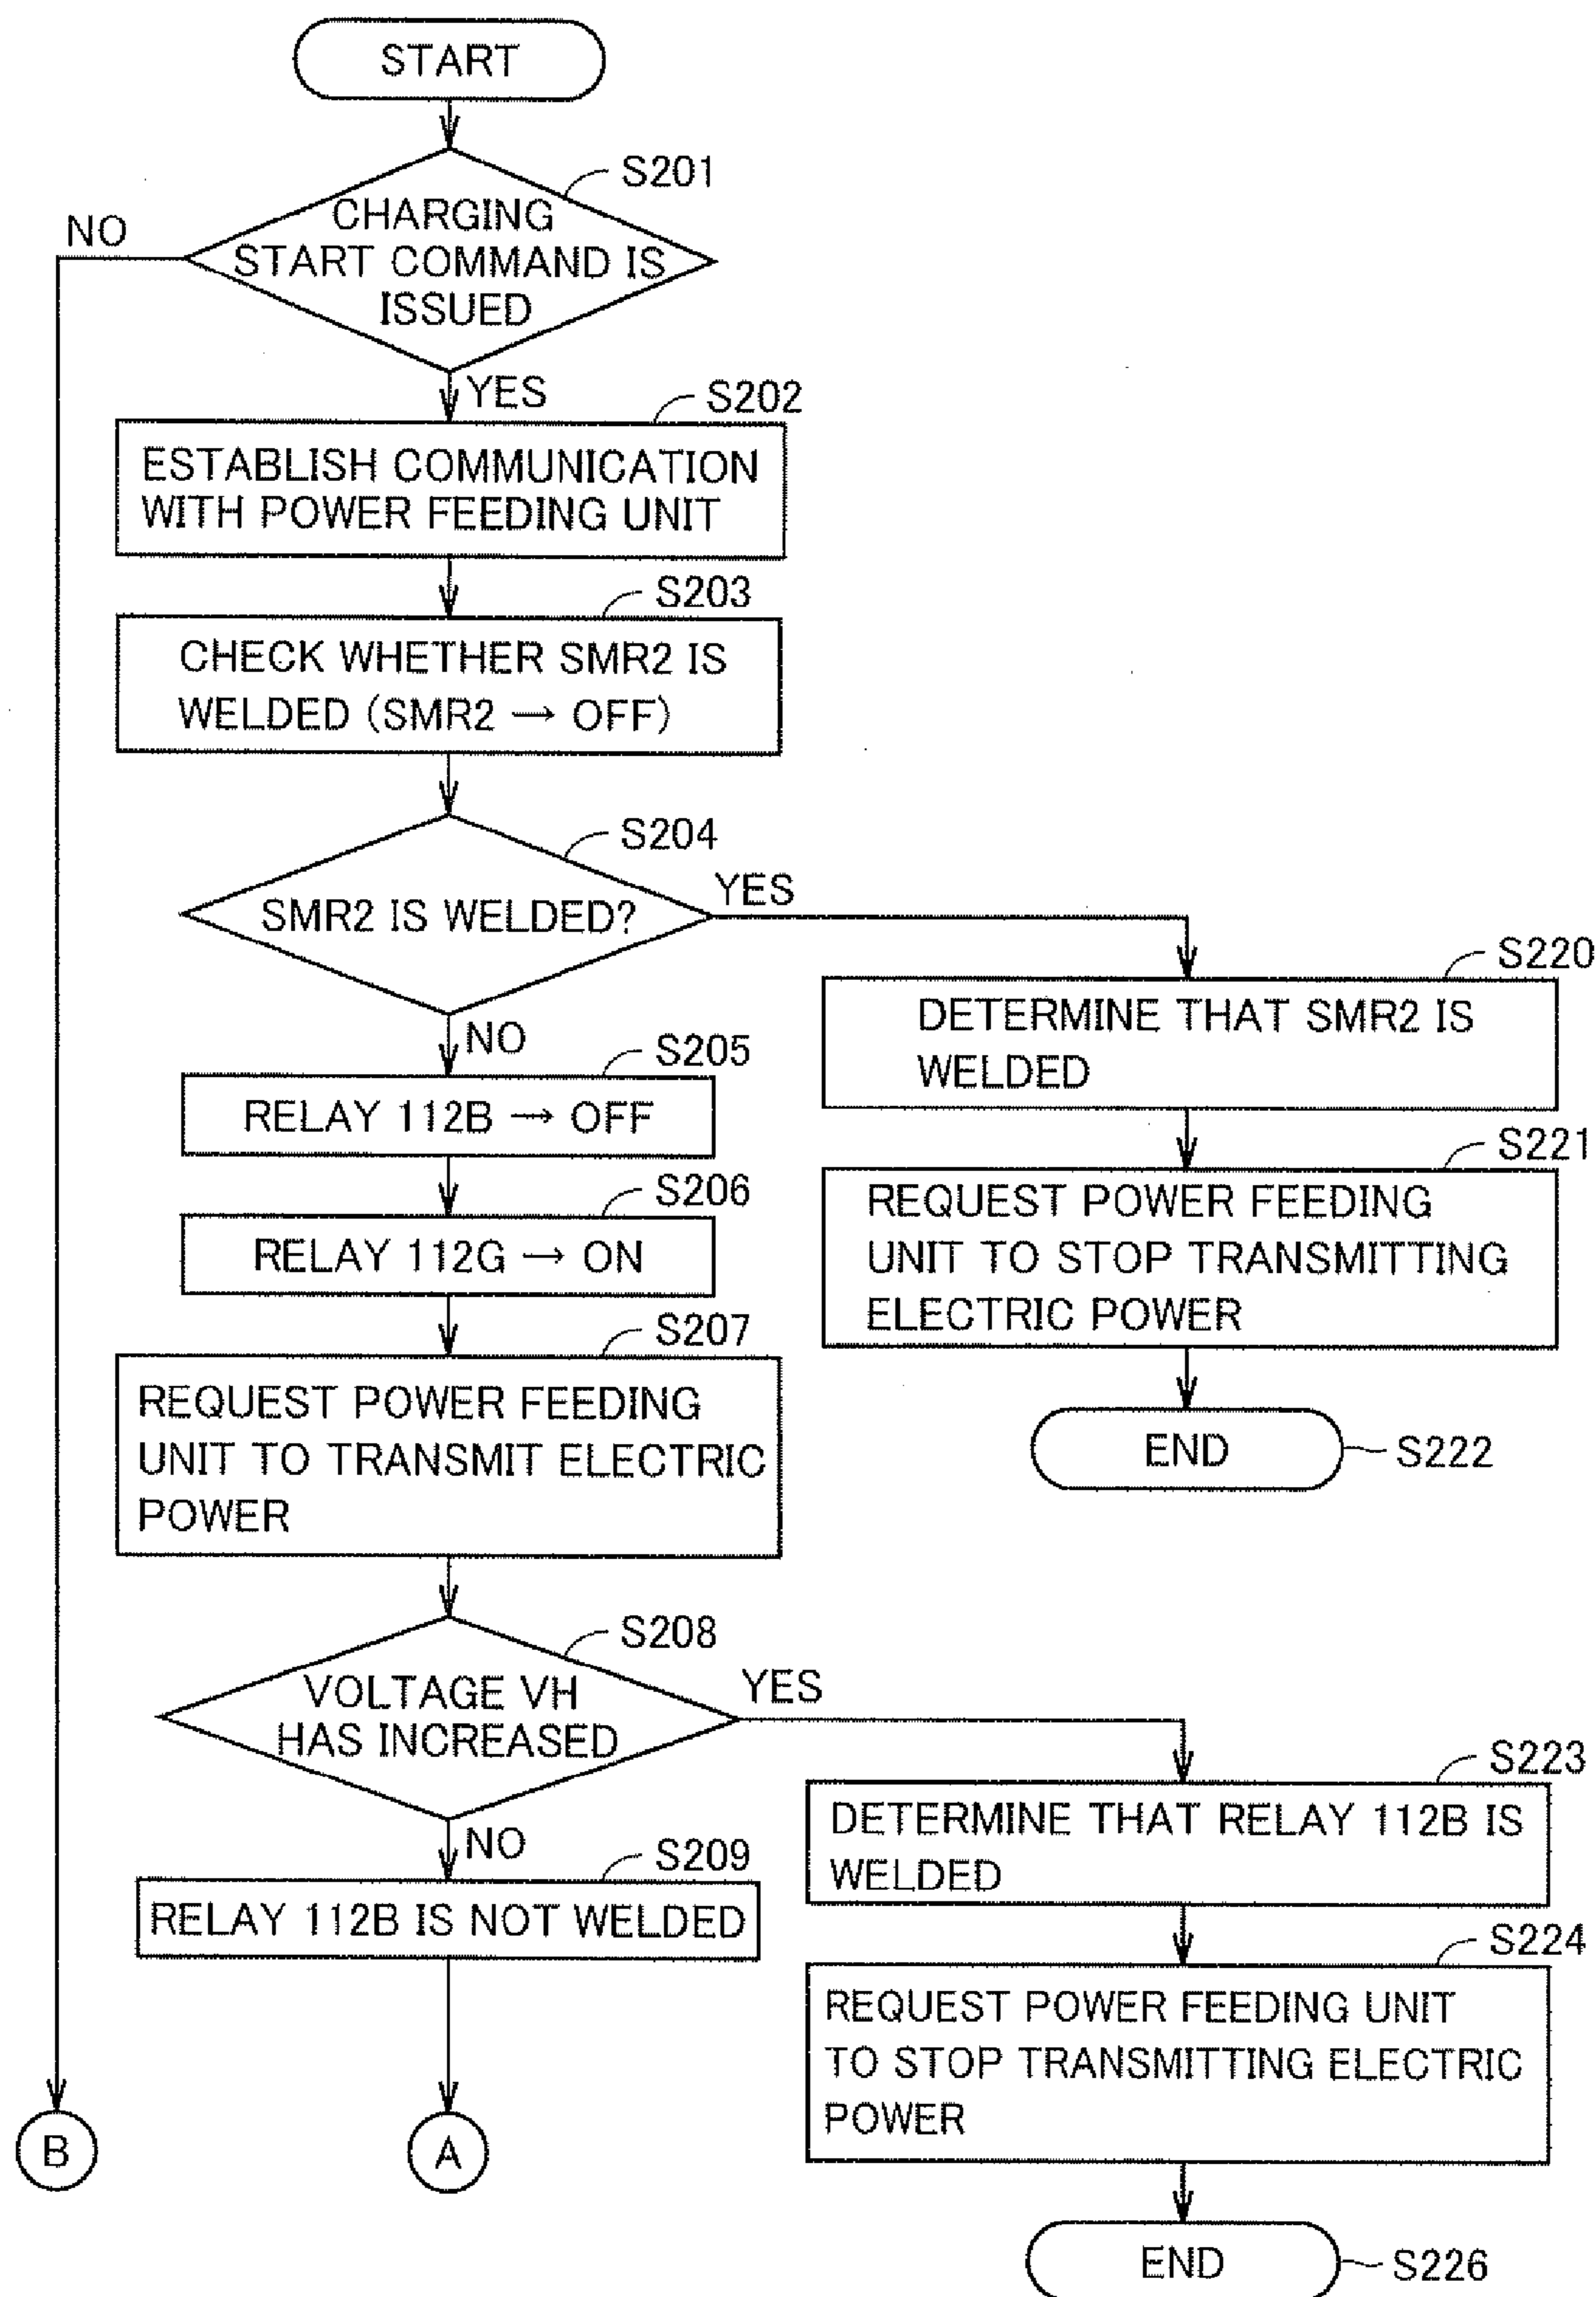 START
S201
CHARGING
START COMMAND IS
ISSUED
NO
YES
S202
ESTABLISH COMMUNICATION
WITH POWER FEEDING UNIT
S203
CHECK WHETHER SMR2 IS
WELDED (SMR2 → OFF)
S204
SMR2 IS WELDED?
YES
NO
S220
DETERMINE THAT SMR2 IS
WELDED
S205
RELAY 112B → OFF
S221
REQUEST POWER FEEDING
UNIT TO STOP TRANSMITTING
ELECTRIC POWER
S206
RELAY 112G → ON
S222
END
S207
REQUEST POWER FEEDING
UNIT TO TRANSMIT ELECTRIC
POWER
S208
VOLTAGE VH
HAS INCREASED
YES
NO
S223
DETERMINE THAT RELAY 112B IS
WELDED
S209
RELAY 112B IS NOT WELDED
S224
REQUEST POWER FEEDING UNIT
TO STOP TRANSMITTING ELECTRIC
POWER
B
A
END
S226